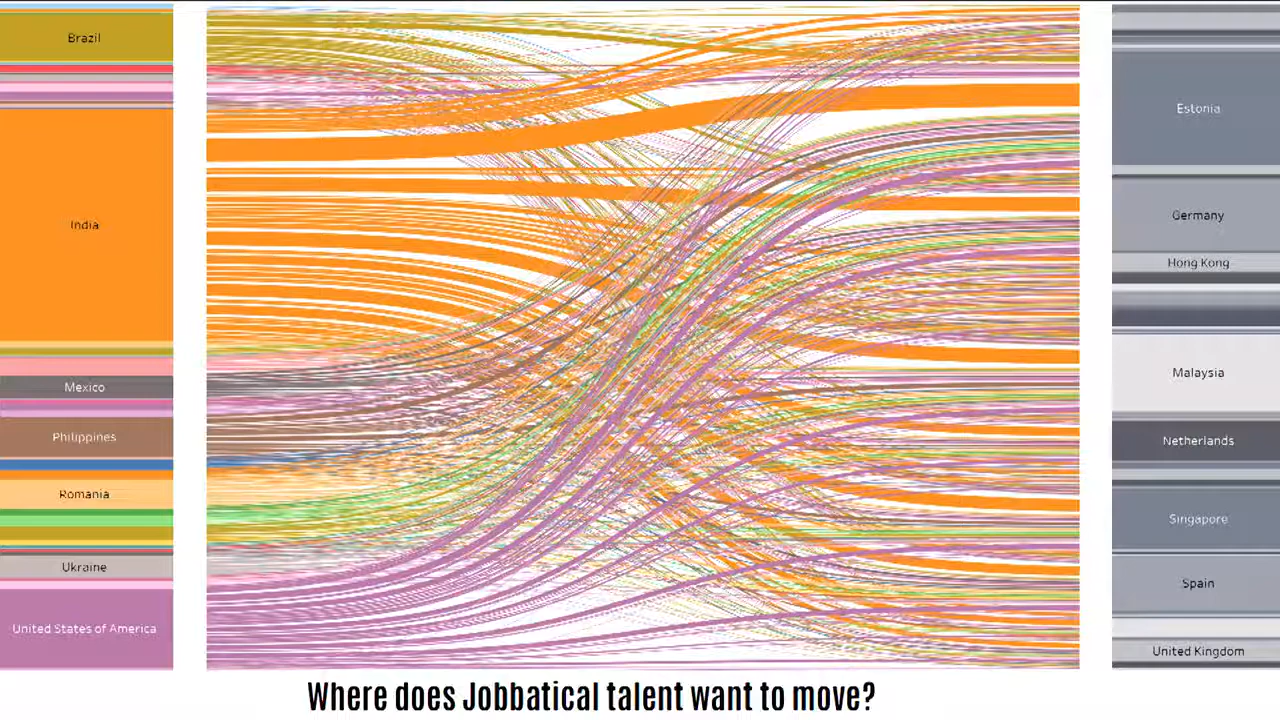 Brazil
India
Mexico
Philippines
Romania
Ukraine
United States of America
Estonia
Germany
Hong Kong
Malaysia
Netherlands
Singapore
Spain
United Kingdom
Where does Jobbatical talent want to move?